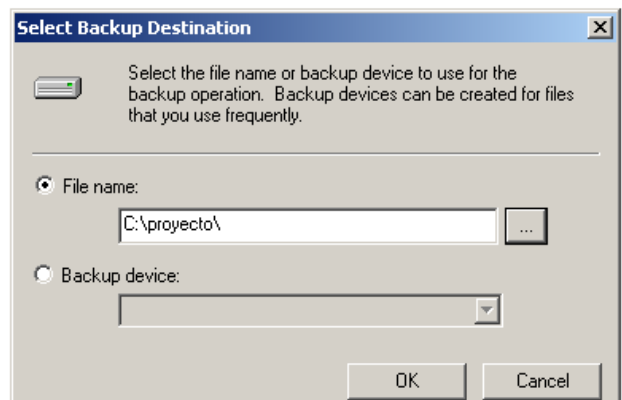 Select Backup Destination
Select the file name or backup device to use for the
backup operation.  Backup devices can be created for files
that you use frequently.
File name:
C:\proyecto\
...
Backup device:
OK
Cancel